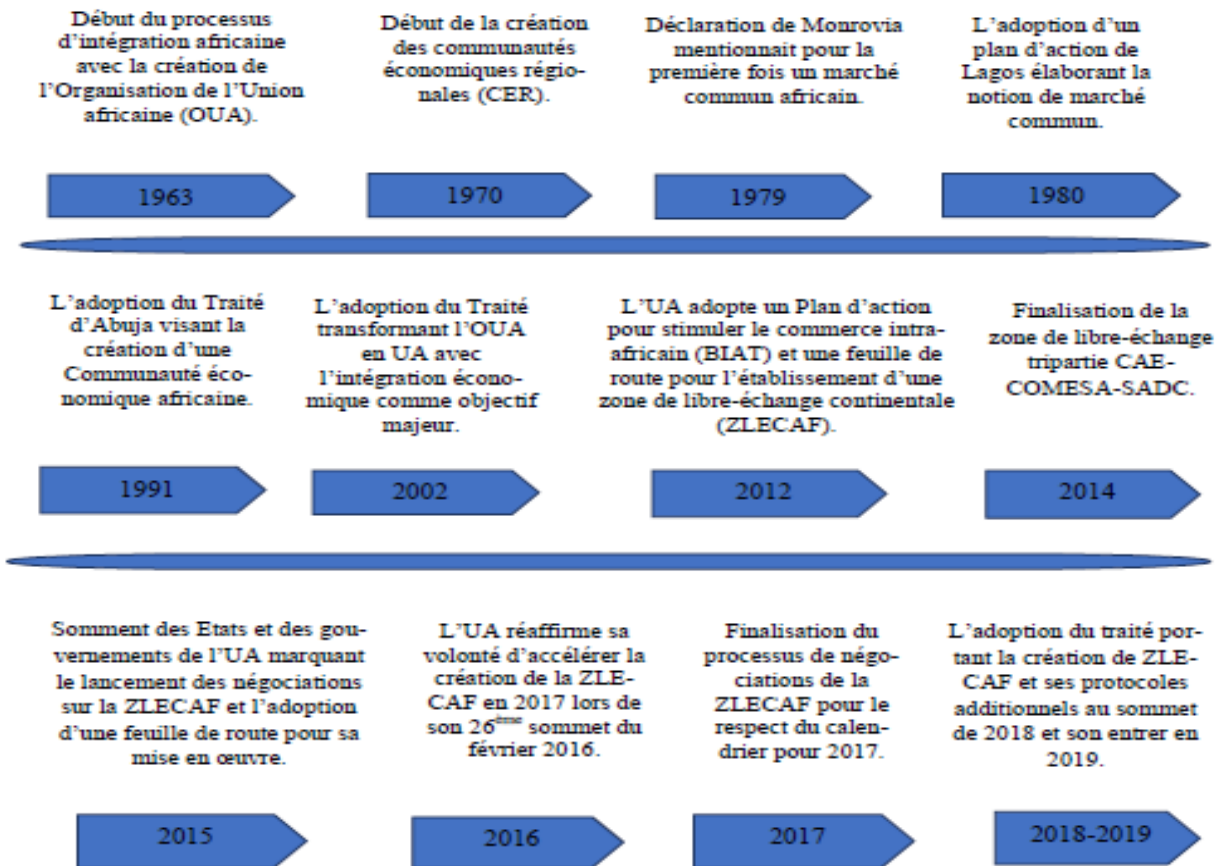 Début du processus
d'intégration africaine
avec la création de
l'Organisation de l'Union
africaine (OUA).
1963
Début de la création
des communautés
économiques régio-
nales (CER).
1970
Déclaration de Monrovia
mentionnait pour la
première fois un marché
commun africain.
1979
L'adoption d'un
plan d'action de
Lagos élaborant la
notion de marché
commun.
1980
L'adoption du Traité
d'Abuja visant la
création d'une
Communauté éco-
nomique africaine.
1991
L'adoption du Traité
transformant l'OUA
en UA avec
l'intégration écono-
mique comme objectif
majeur.
2002
L'UA adopte un Plan d'action
pour stimuler le commerce intra-
africain (BIAT) et une feuille de
route pour l'établissement d'une
zone de libre-échange continentale
(ZLECAF).
2012
Finalisation de la
zone de libre-échange
tripartie CAE-
COMESA-SADC.
2014
Somment des Etats et des gou-
vernements de l'UA marquant
le lancement des négociations
sur la ZLECAF et l'adoption
d'une feuille de route pour sa
mise en œuvre.
2015
L'UA réaffirme sa
volonté d'accélérer la
création de la ZLE-
CAF en 2017 lors de
son 26ème sommet du
février 2016.
2016
Finalisation du
processus de négo-
ciations de la
ZLECAF pour le
respect du calen-
drier pour 2017.
2017
L'adoption du traité por-
tant la création de ZLE-
CAF et ses protocoles
additionnels au sommet
de 2018 et son entrer en
2019.
2018-2019